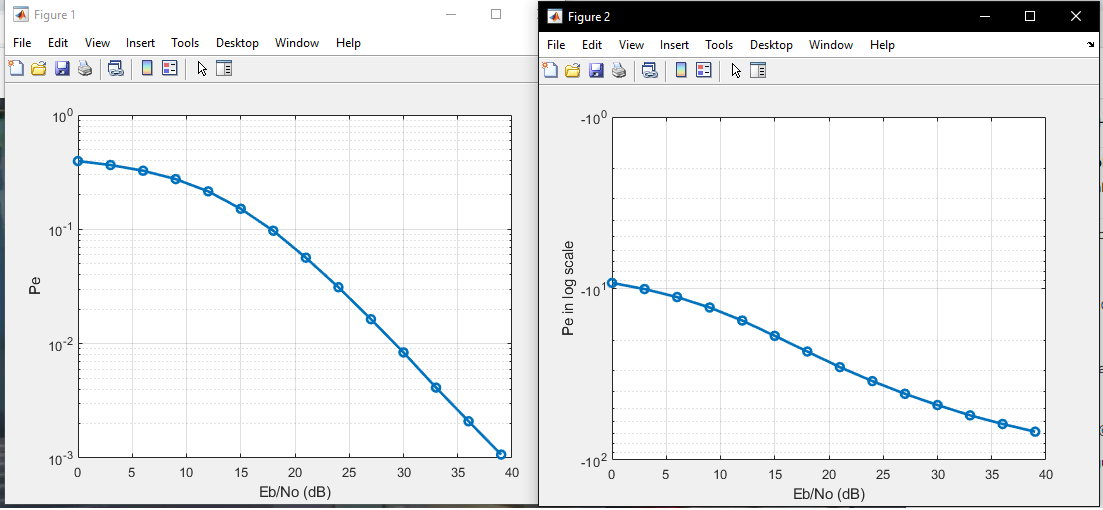 Figure 1
File Edit View Insert Tools Desktop Window Help
10^0
10^-1
10^-2
10^-3
Pe
0 5 10 15 20 25 30 35 40
Eb/No (dB)
Figure 2
File Edit View Insert Tools Desktop Window Help
-10^0
-10^1
-10^2
Pe in log scale
0 5 10 15 20 25 30 35 40
Eb/No (dB)